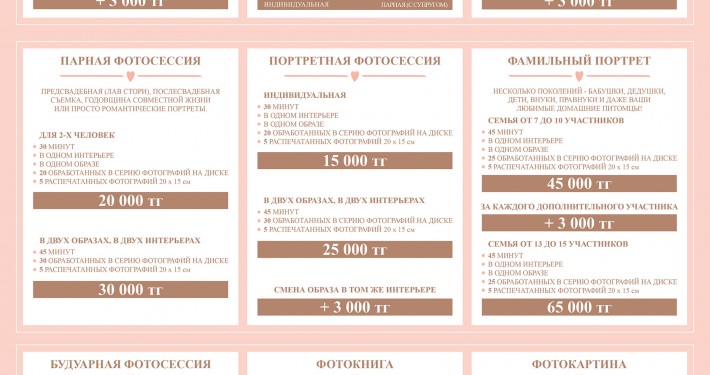 + 3 000 тг
ИНДИВИДУАЛЬНАЯ
ПАРНАЯ (С СУПРУГОМ)
+ 3 000 тг
ПАРНАЯ ФОТОСЕССИЯ
ПРЕДСВАДЕБНАЯ (ЛАВ СТОРИ), ПОСЛЕСВАДЕБНАЯ
СЪЕМКА, ГОДОВЩИНА СОВМЕСТНОЙ ЖИЗНИ
ИЛИ ПРОСТО РОМАНТИЧЕСКИЕ ПОРТРЕТЫ.
ДЛЯ 2-Х ЧЕЛОВЕК
30 МИНУТ
В ОДНОМ ИНТЕРЬЕРЕ
В ОДНОМ ОБРАЗЕ
20 ОБРАБОТАННЫХ В СЕРИЮ ФОТОГРАФИЙ НА ДИСКЕ
5 РАСПЕЧАТАННЫХ ФОТОГРАФИЙ 20 х 15 см
20 000 тг
В ДВУХ ОБРАЗАХ, В ДВУХ ИНТЕРЬЕРАХ
45 МИНУТ
30 ОБРАБОТАННЫХ В СЕРИЮ ФОТОГРАФИЙ НА ДИСКЕ
5 РАСПЕЧАТАННЫХ ФОТОГРАФИЙ 20 х 15 см
30 000 тг
ПОРТРЕТНАЯ ФОТОСЕССИЯ
ИНДИВИДУАЛЬНАЯ
30 МИНУТ
В ОДНОМ ИНТЕРЬЕРЕ
В ОДНОМ ОБРАЗЕ
20 ОБРАБОТАННЫХ В СЕРИЮ ФОТОГРАФИЙ НА ДИСКЕ
5 РАСПЕЧАТАННЫХ ФОТОГРАФИЙ 20 х 15 см
15 000 тг
В ДВУХ ОБРАЗАХ, В ДВУХ ИНТЕРЬЕРАХ
45 МИНУТ
30 ОБРАБОТАННЫХ В СЕРИЮ ФОТОГРАФИЙ НА ДИСКЕ
5 РАСПЕЧАТАННЫХ ФОТОГРАФИЙ 20 х 15 см
25 000 тг
СМЕНА ОБРАЗА В ТОМ ЖЕ ИНТЕРЬЕРЕ
+ 3 000 тг
ФАМИЛЬНЫЙ ПОРТРЕТ
НЕСКОЛЬКО ПОКОЛЕНИЙ - БАБУШКИ, ДЕДУШКИ,
ДЕТИ, ВНУКИ, ПРАВНУКИ И ДАЖЕ ВАШИ
ЛЮБИМЫЕ ДОМАШНИЕ ПИТОМЦЫ!
СЕМЬЯ ОТ 7 ДО 10 УЧАСТНИКОВ
45 МИНУТ
В ОДНОМ ИНТЕРЬЕРЕ
В ОДНОМ ОБРАЗЕ
25 ОБРАБОТАННЫХ В СЕРИЮ ФОТОГРАФИЙ НА ДИСКЕ
5 РАСПЕЧАТАННЫХ ФОТОГРАФИЙ 20 х 15 см
45 000 тг
ЗА КАЖДОГО ДОПОЛНИТЕЛЬНОГО УЧАСТНИКА
+ 3 000 тг
СЕМЬЯ ОТ 13 ДО 15 УЧАСТНИКОВ
45 МИНУТ
В ОДНОМ ИНТЕРЬЕРЕ
В ОДНОМ ОБРАЗЕ
25 ОБРАБОТАННЫХ В СЕРИЮ ФОТОГРАФИЙ НА ДИСКЕ
5 РАСПЕЧАТАННЫХ ФОТОГРАФИЙ 20 х 15 см
65 000 тг
БУДУАРНАЯ ФОТОСЕССИЯ
ФОТОКНИГА
ФОТОКАРТИНА